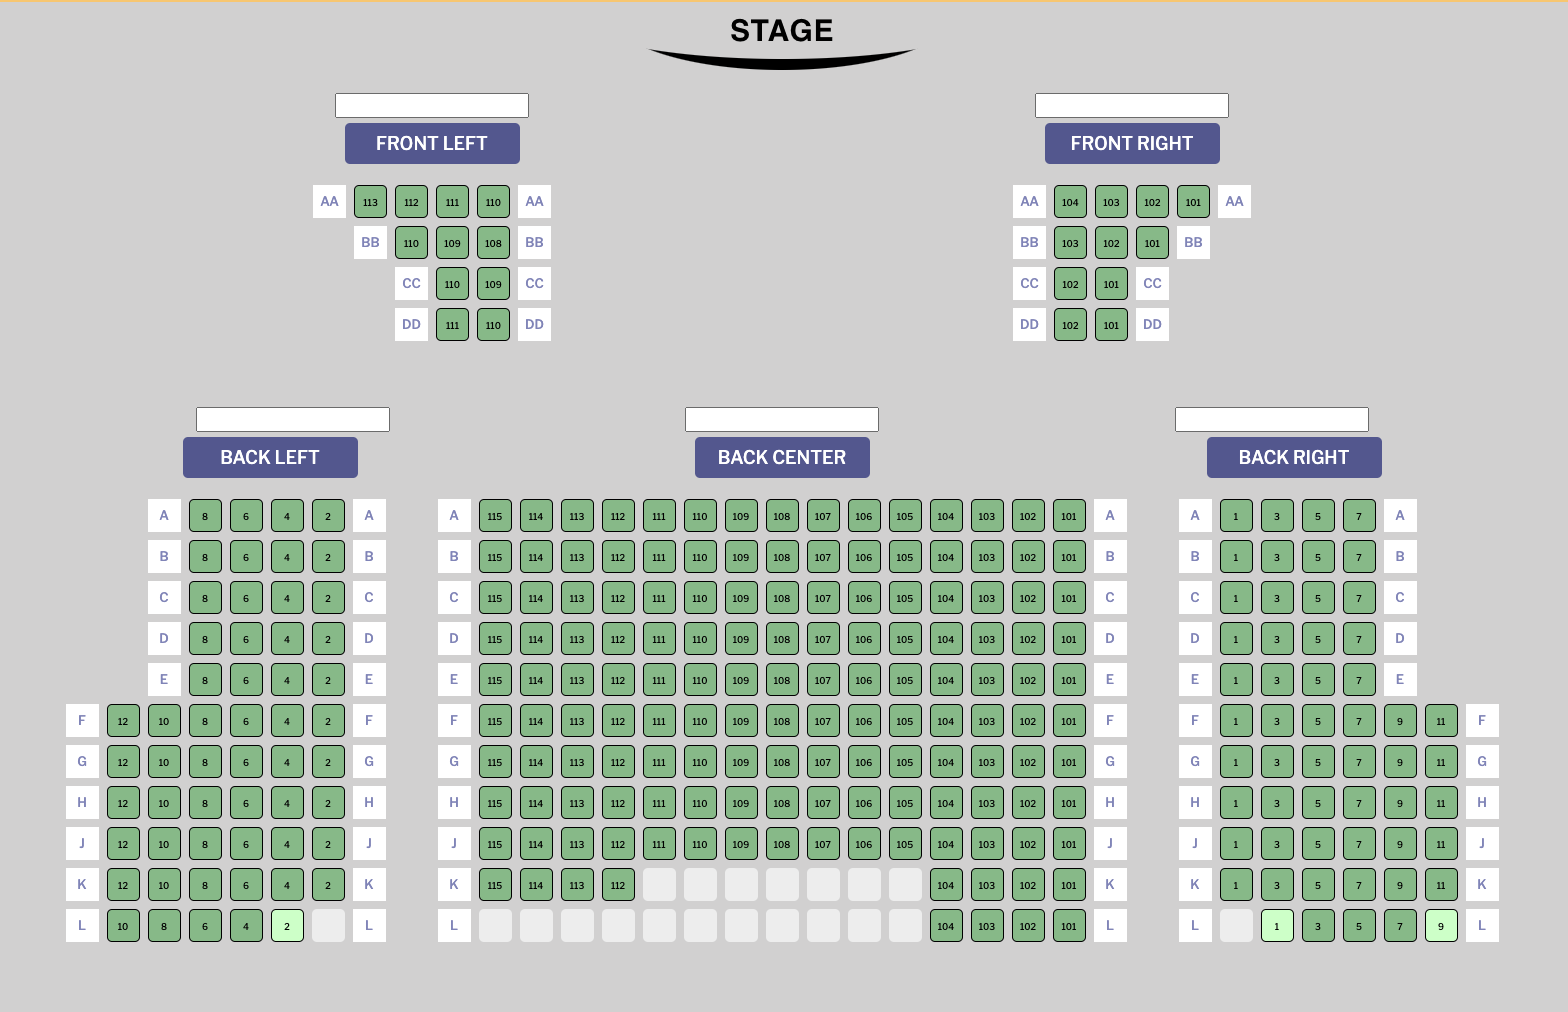 STAGE
FRONT LEFT FRONT RIGHT
AA 113 112 111 110 AA AA 104 103 102 101 AA
BB 110 109 108 BB BB 103 102 101 BB
CC 110 109 CC CC 102 101 CC
DD 111 110 DD DD 102 101 DD
BACK LEFT BACK CENTER BACK RIGHT
A 8 6 4 2 A A 115 114 113 112 111 110 109 108 107 106 105 104 103 102 101 A A 1 3 5 7 A
B 8 6 4 2 B B 115 114 113 112 111 110 109 108 107 106 105 104 103 102 101 B B 1 3 5 7 B
C 8 6 4 2 C C 115 114 113 112 111 110 109 108 107 106 105 104 103 102 101 C C 1 3 5 7 C
D 8 6 4 2 D D 115 114 113 112 111 110 109 108 107 106 105 104 103 102 101 D D 1 3 5 7 D
E 8 6 4 2 E E 115 114 113 112 111 110 109 108 107 106 105 104 103 102 101 E E 1 3 5 7 E
F 12 10 8 6 4 2 F F 115 114 113 112 111 110 109 108 107 106 105 104 103 102 101 F F 1 3 5 7 9 11 F
G 12 10 8 6 4 2 G G 115 114 113 112 111 110 109 108 107 106 105 104 103 102 101 G G 1 3 5 7 9 11 G
H 12 10 8 6 4 2 H H 115 114 113 112 111 110 109 108 107 106 105 104 103 102 101 H H 1 3 5 7 9 11 H
J 12 10 8 6 4 2 J J 115 114 113 112 111 110 109 108 107 106 105 104 103 102 101 J J 1 3 5 7 9 11 J
K 12 10 8 6 4 2 K K 115 114 113 112 104 103 102 101 K K 1 3 5 7 9 11 K
L 10 8 6 4 2 L L 104 103 102 101 L L 1 3 5 7 9 L